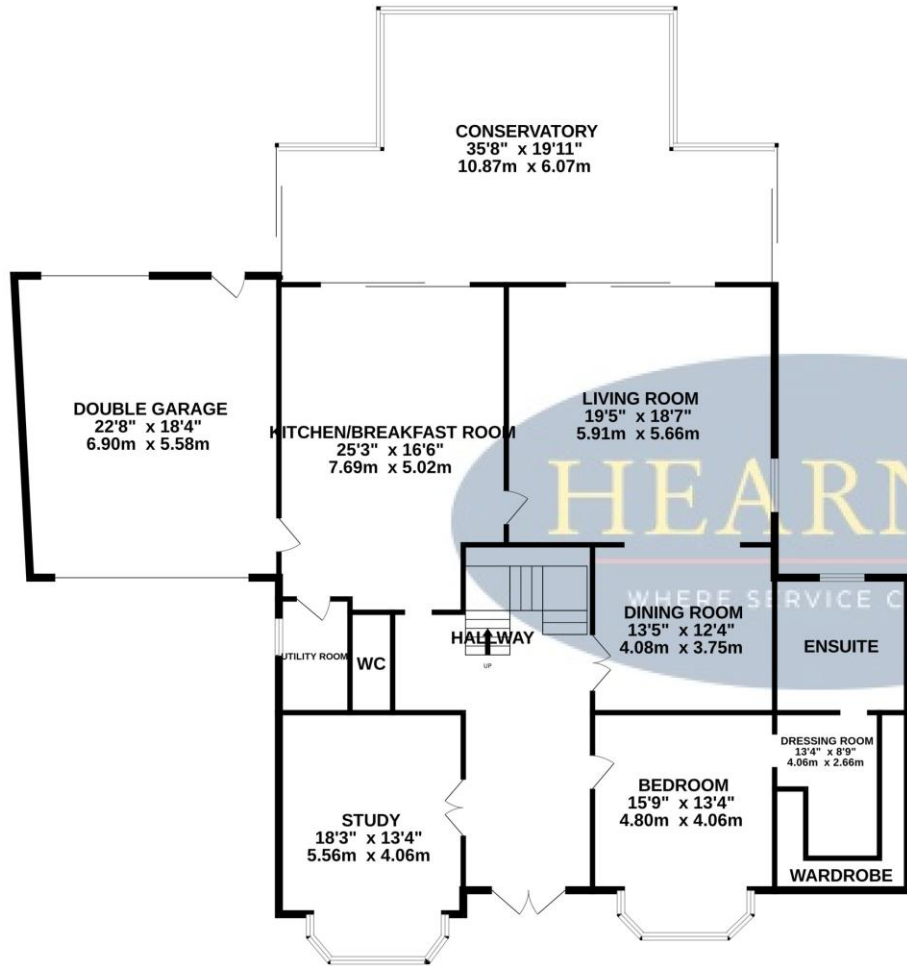 CONSERVATORY
35'8" x 19'11"
10.87m x 6.07m
DOUBLE GARAGE
22'8" x 18'4"
6.90m x 5.58m
KITCHEN/BREAKFAST ROOM
25'3" x 16'6"
7.69m x 5.02m
LIVING ROOM
19'5" x 18'7"
5.91m x 5.66m
HEARN
WHERE SERVICE C
DINING ROOM
13'5" x 12'4"
4.08m x 3.75m
HALLWAY
UP
ENSUITE
UTILITY ROOM
WC
DRESSING ROOM
13'4" x 8'9"
4.06m x 2.66m
BEDROOM
15'9" x 13'4"
4.80m x 4.06m
STUDY
18'3" x 13'4"
5.56m x 4.06m
WARDROBE